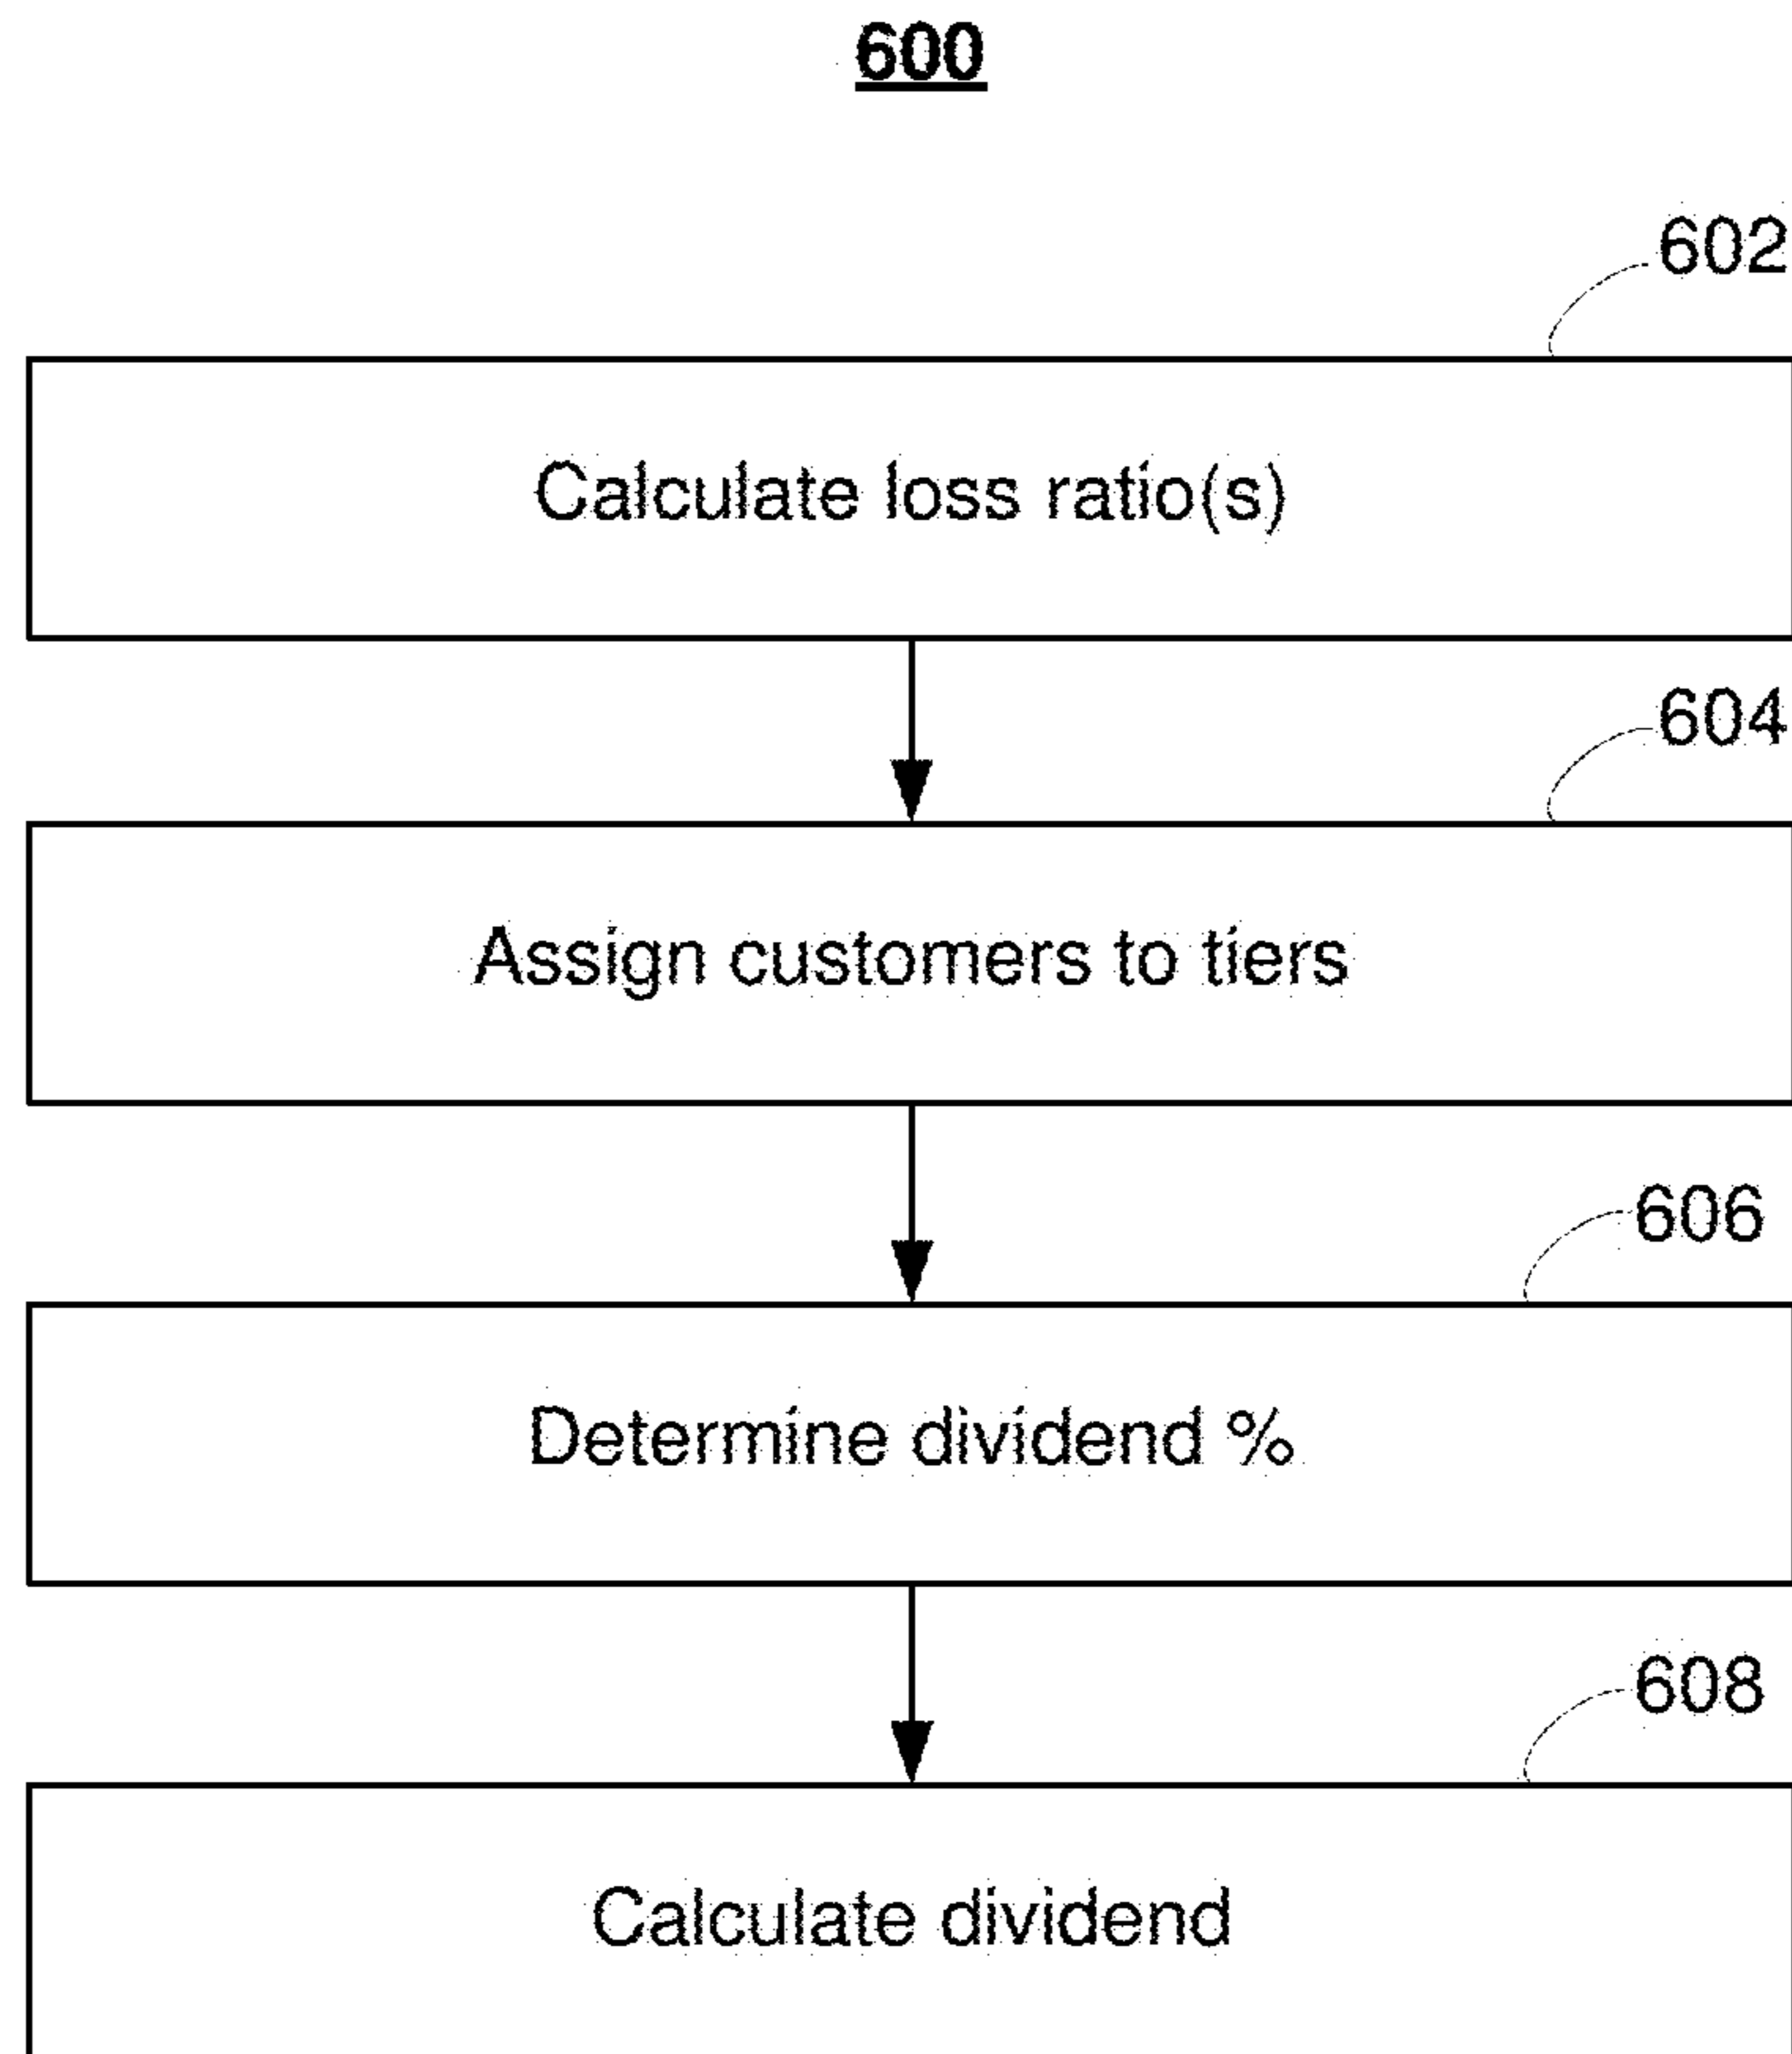 600
602
Calculate loss ratio(s)
604
Assign customers to tiers
606
Determine dividend %
608
Calculate dividend